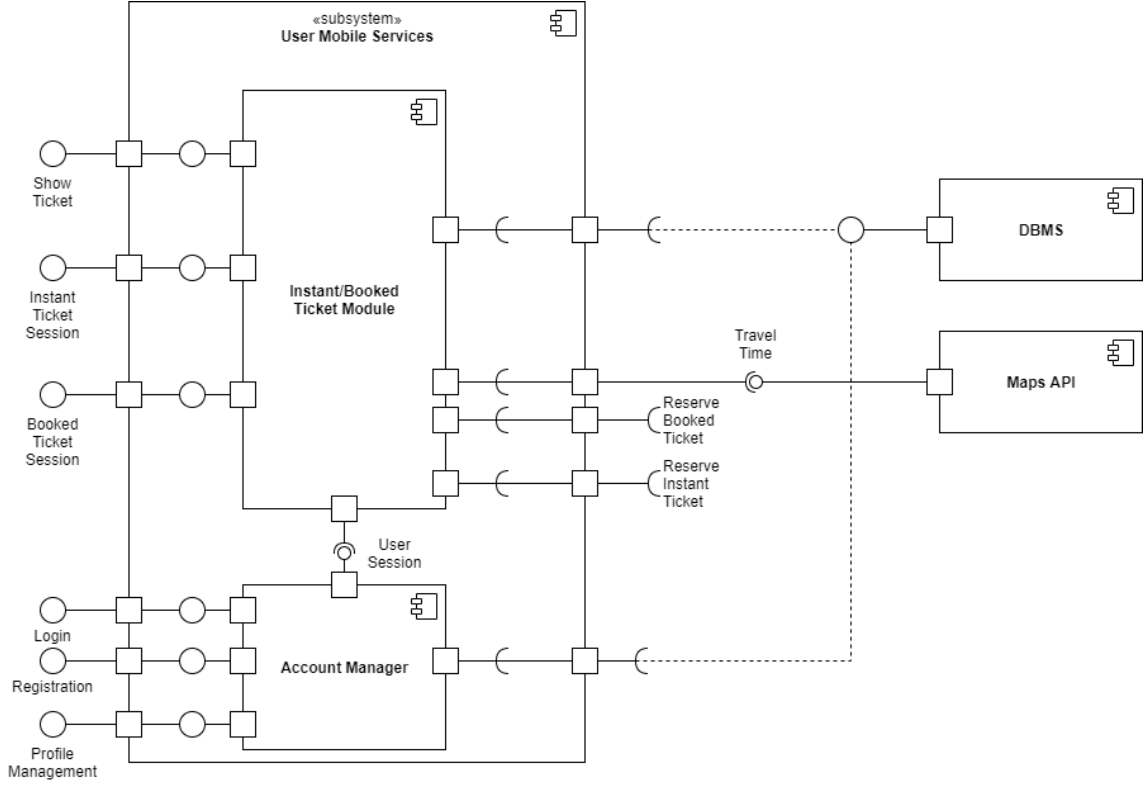 «subsystem»
User Mobile Services
Show
Ticket
Instant
Ticket
Session
Booked
Ticket
Session
Instant/Booked
Ticket Module
DBMS
Travel
Time
Maps API
Reserve
Booked
Ticket
Reserve
Instant
Ticket
User
Session
Login
Registration
Profile
Management
Account Manager